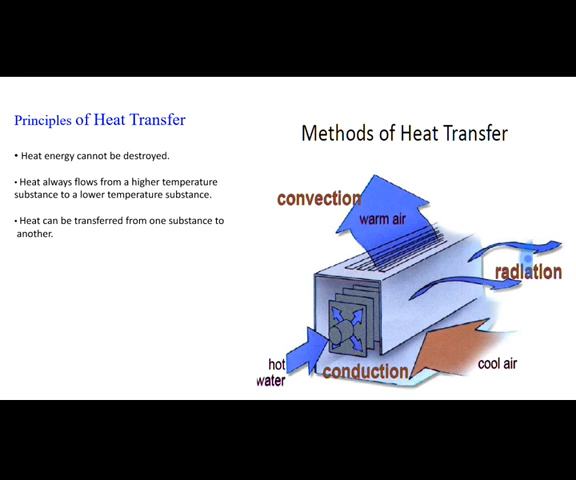 Principles of Heat Transfer
• Heat energy cannot be destroyed.
• Heat always flows from a higher temperature
substance to a lower temperature substance.
• Heat can be transferred from one substance to
another.
Methods of Heat Transfer
convection
warm air
radiation
hot
water
conduction
cool air